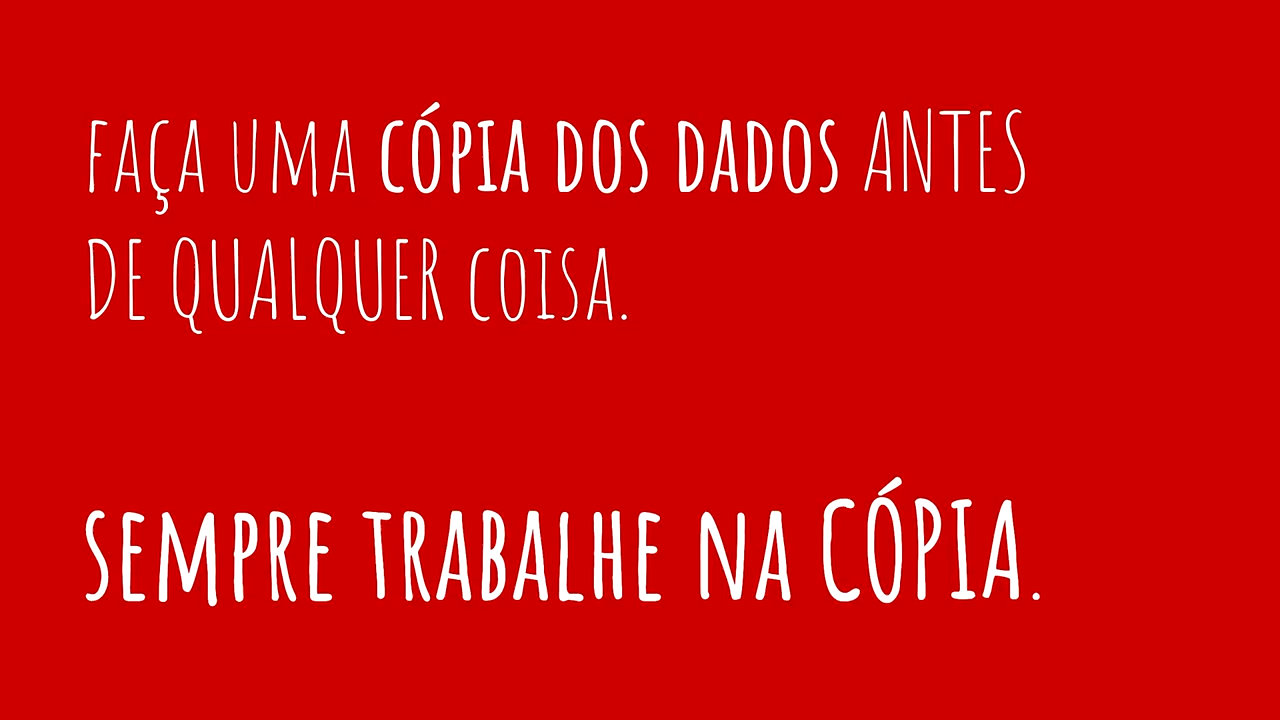 FAÇA UMA CÓPIA DOS DADOS ANTES
DE QUALQUER COISA.
SEMPRE TRABALHE NA CÓPIA.